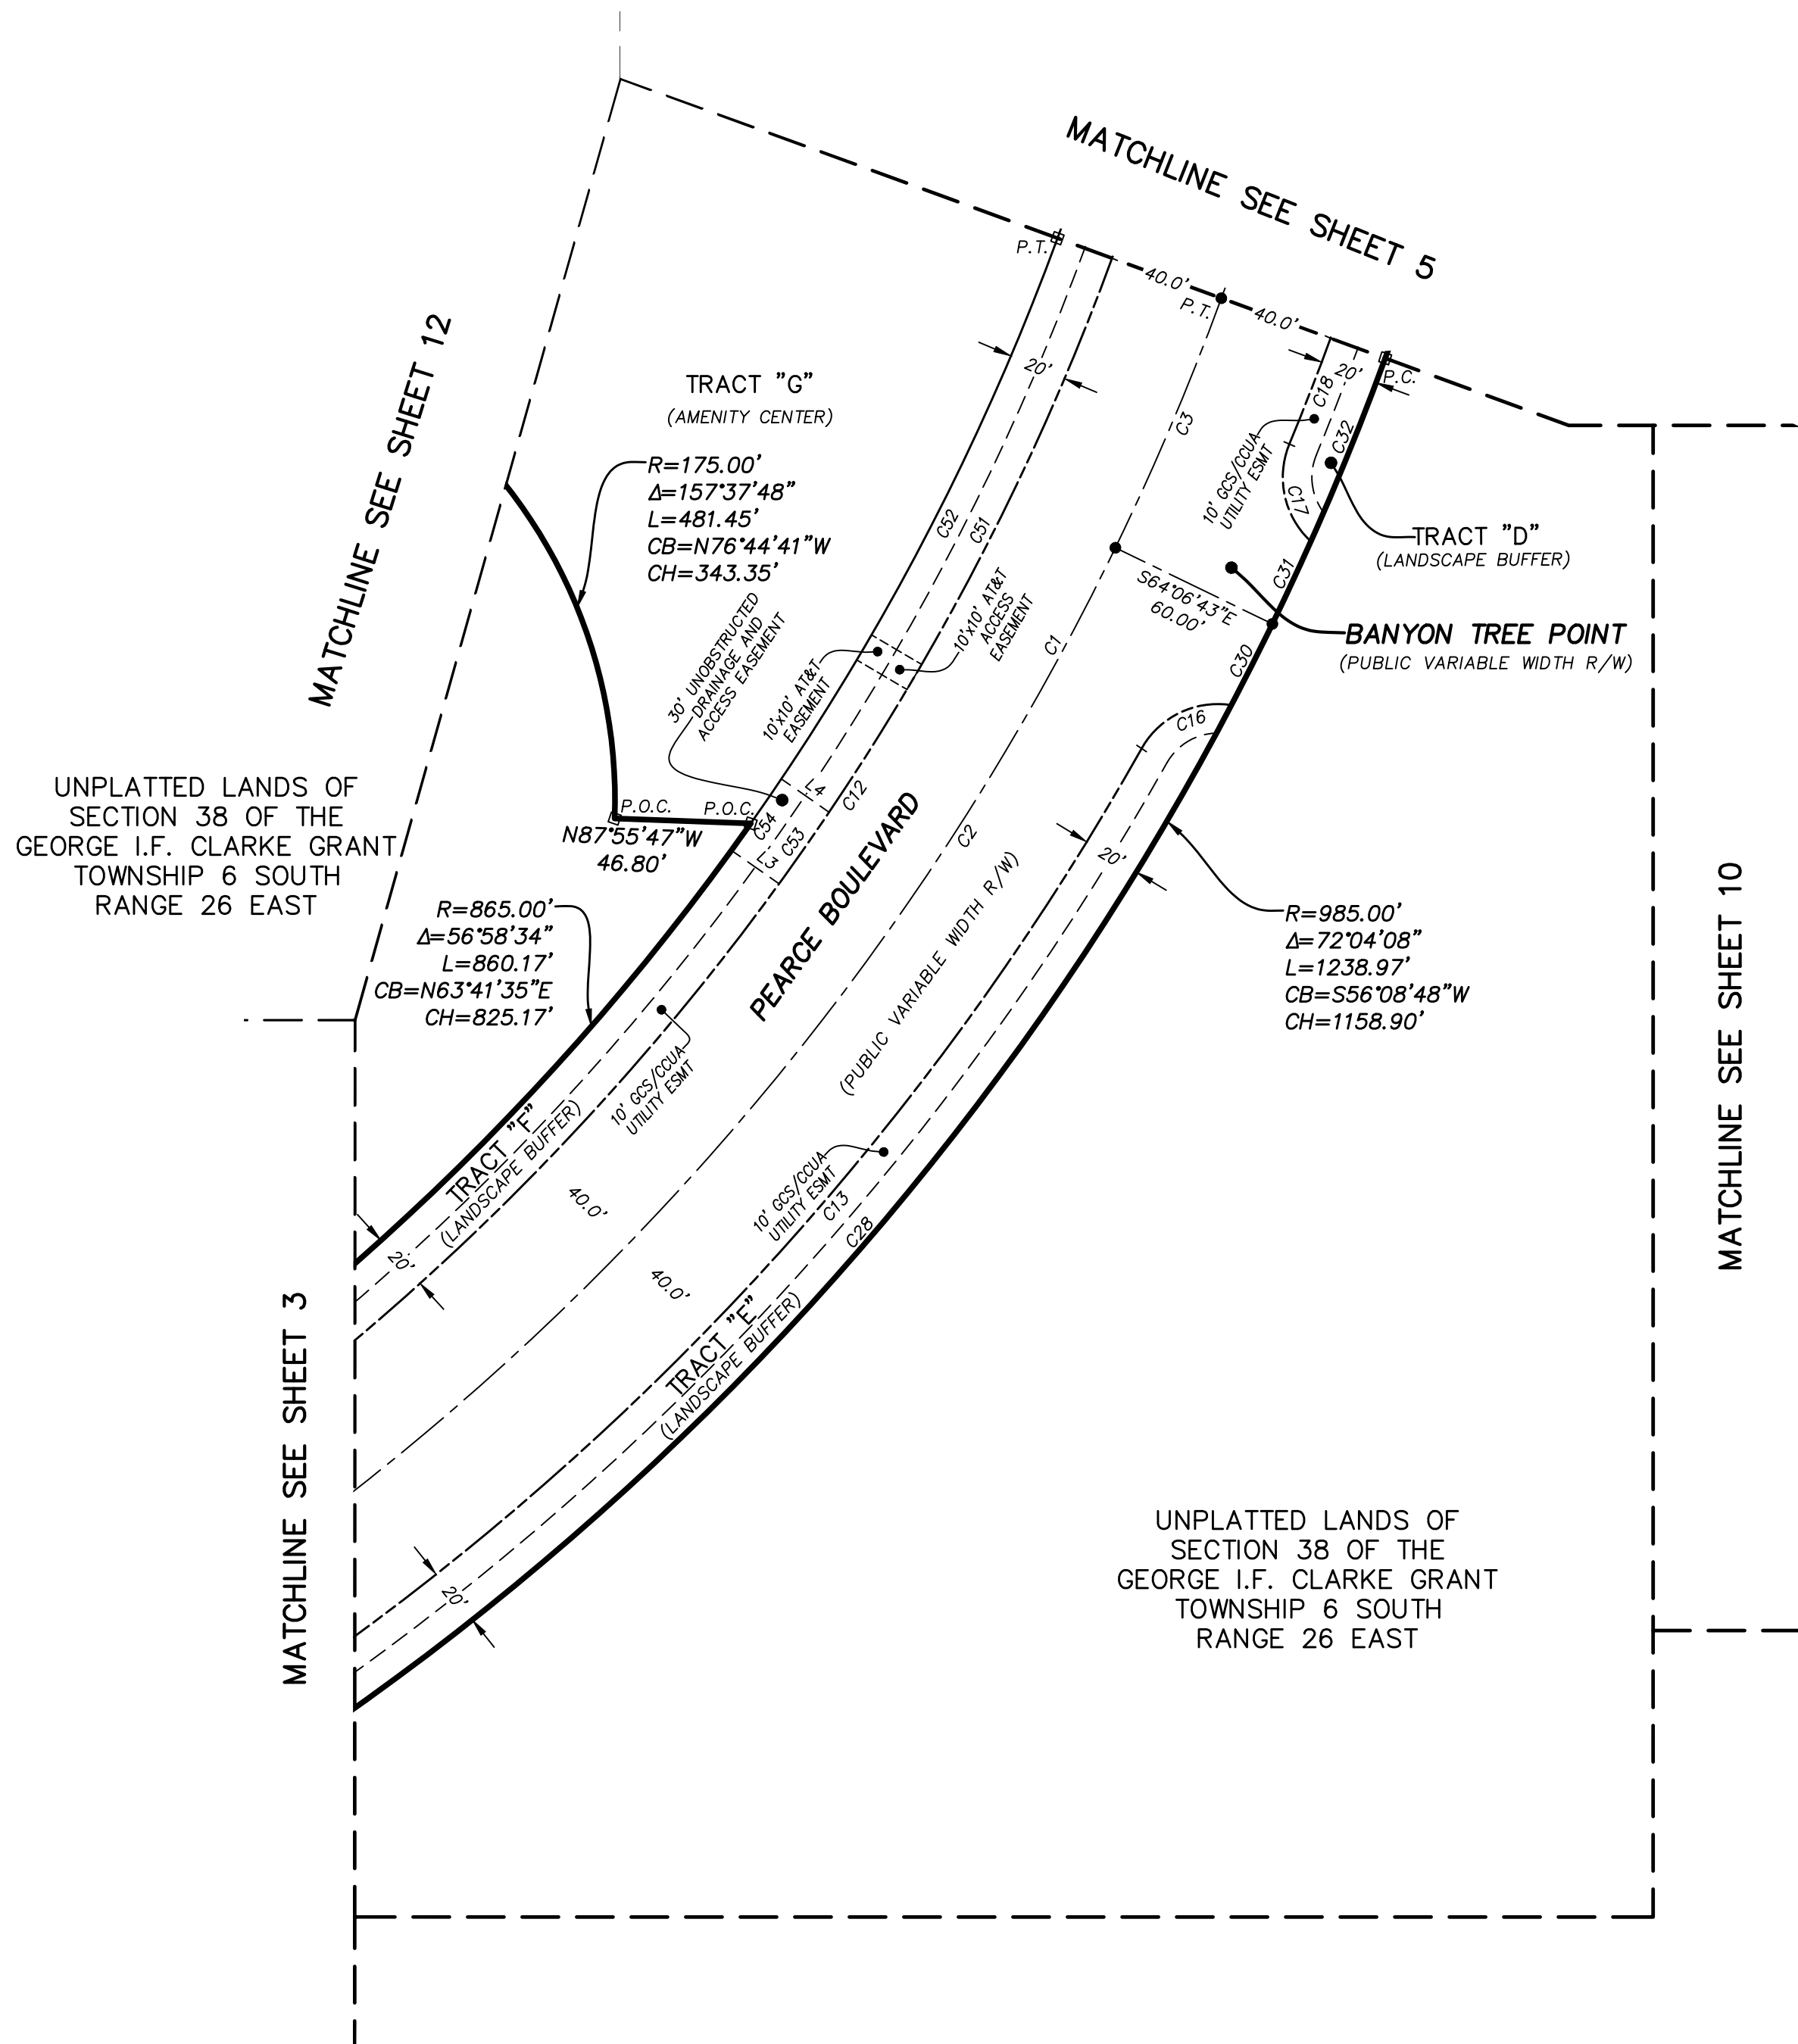 MATCHLINE SEE SHEET 5
P.T.
40.0'
P.T.
40.0'
20'
P.C.
20'
C18
C32
C3
MATCHLINE SEE SHEET 12
TRACT "G"
(AMENITY CENTER)
R=175.00'
Δ=157°37'48"
L=481.45'
CB=N76°44'41"W
CH=343.35'
10' GCS/CCUA
UTILITY ESMT
C17
C52
C51
TRACT "D"
(LANDSCAPE BUFFER)
C31
S64°06'43"E
60.00'
BANYON TREE POINT
(PUBLIC VARIABLE WIDTH R/W)
10'x10' AT&T
ACCESS
EASEMENT
30' UNOBSTRUCTED
DRAINAGE AND
ACCESS EASEMENT
10'x10' AT&T
EASEMENT
C1
C30
C16
UNPLATTED LANDS OF
SECTION 38 OF THE
GEORGE I.F. CLARKE GRANT
TOWNSHIP 6 SOUTH
RANGE 26 EAST
P.O.C.
P.O.C.
N87°55'47"W
46.80'
L4
C12
C54
C53
L3
C2
20'
PEARCE BOULEVARD
(PUBLIC VARIABLE WIDTH R/W)
R=865.00'
Δ=56°58'34"
L=860.17'
CB=N63°41'35"E
CH=825.17'
R=985.00'
Δ=72°04'08"
L=1238.97'
CB=S56°08'48"W
CH=1158.90'
MATCHLINE SEE SHEET 10
10' GCS/CCUA
UTILITY ESMT
TRACT "F"
(LANDSCAPE BUFFER)
20'
40.0'
40.0'
10' GCS/CCUA
UTILITY ESMT
C13
C28
TRACT "E"
(LANDSCAPE BUFFER)
20'
MATCHLINE SEE SHEET 3
UNPLATTED LANDS OF
SECTION 38 OF THE
GEORGE I.F. CLARKE GRANT
TOWNSHIP 6 SOUTH
RANGE 26 EAST